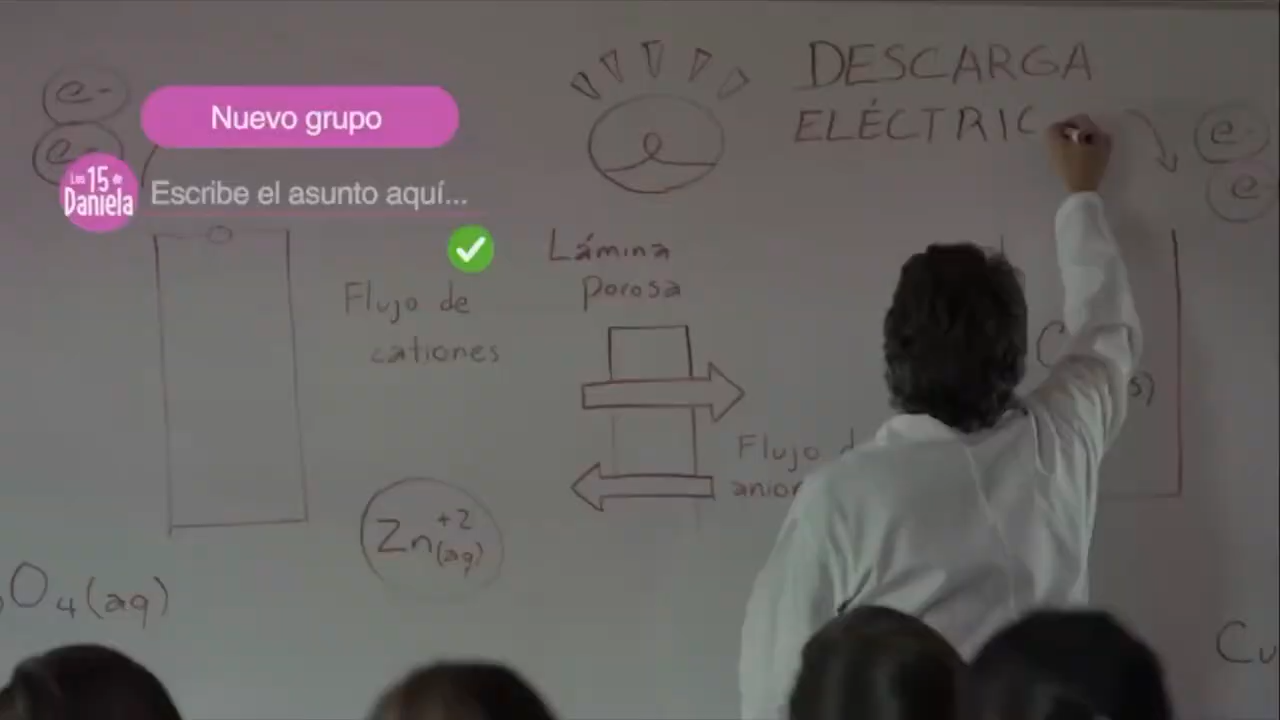 DESCARGA
ELÉCTRIC
e-
e-
e-
e-
Nuevo grupo
Los 15 de
Daniela
Escribe el asunto aquí...
Lámina
porosa
Flujo de
cationes
Flujo d
anion
s)
Zn+2(aq)
O4(aq)
Cu